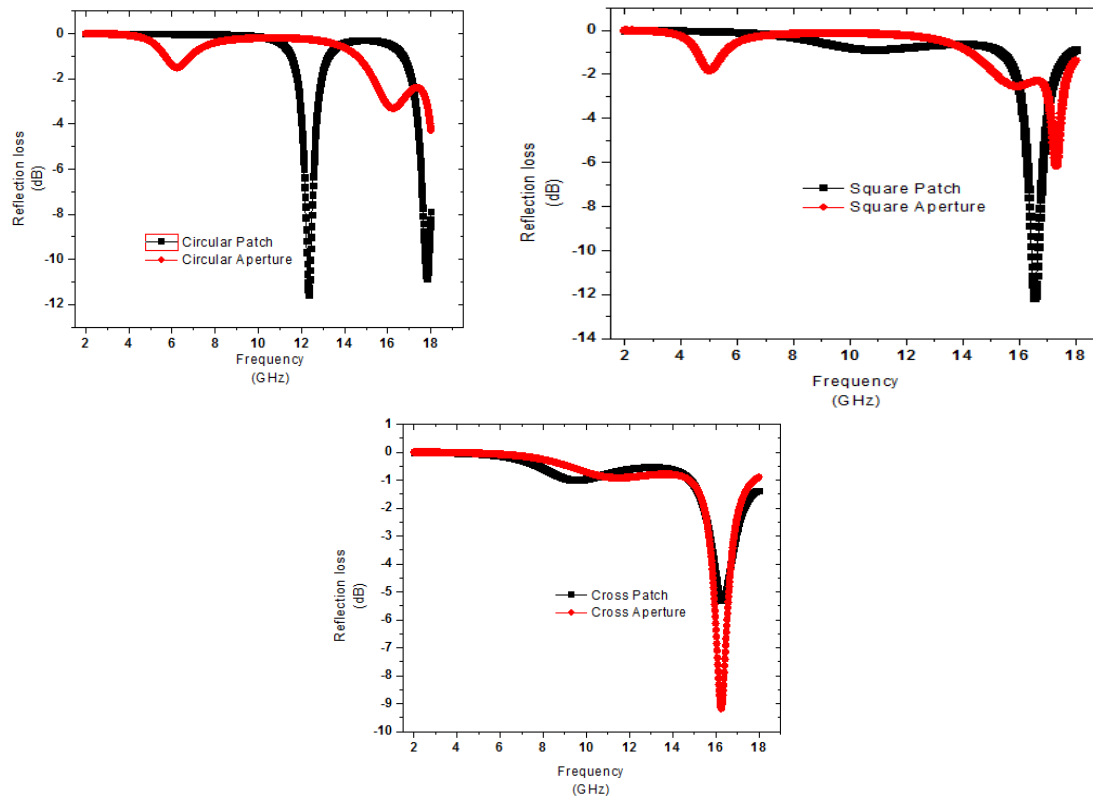 0
-2
-4
-6
-8
-10
-12
Reflection loss
(dB)
Circular Patch
Circular Aperture
2 4 6 8 10 12 14 16 18
Frequency
(GHz)
0
-2
-4
-6
-8
-10
-12
-14
Reflection loss
(dB)
Square Patch
Square Aperture
2 4 6 8 10 12 14 16 18
Frequency
(GHz)
1
0
-1
-2
-3
-4
-5
-6
-7
-8
-9
-10
Reflection loss
(dB)
Cross Patch
Cross Aperture
2 4 6 8 10 12 14 16 18
Frequency
(GHz)